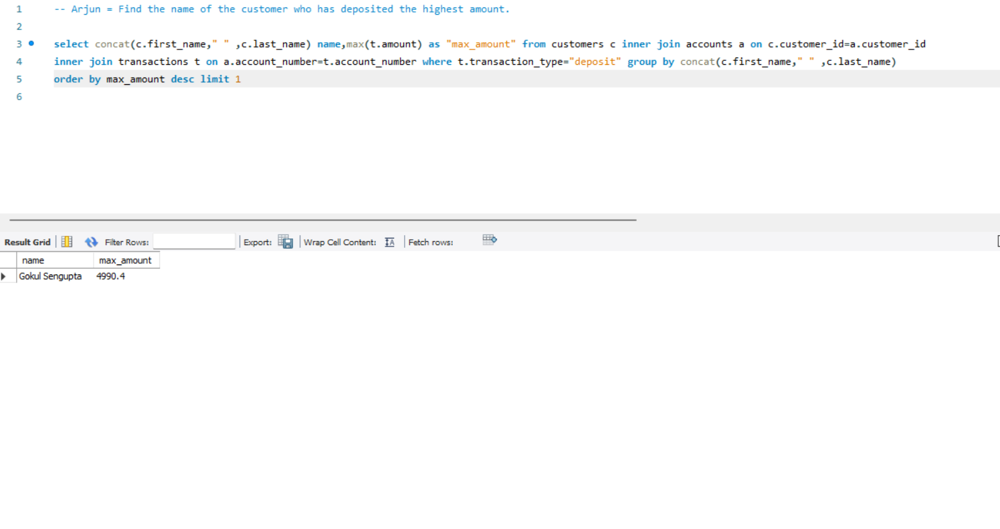 1 -- Arjun = Find the name of the customer who has deposited the highest amount.
2
3 select concat(c.first_name," " ,c.last_name) name,max(t.amount) as "max_amount" from customers c inner join accounts a on c.customer_id=a.customer_id
4 inner join transactions t on a.account_number=t.account_number where t.transaction_type="deposit" group by concat(c.first_name," " ,c.last_name)
5 order by max_amount desc limit 1
6
Result Grid Filter Rows: Export: Wrap Cell Content: Fetch rows:
name max_amount
Gokul Sengupta 4990.4